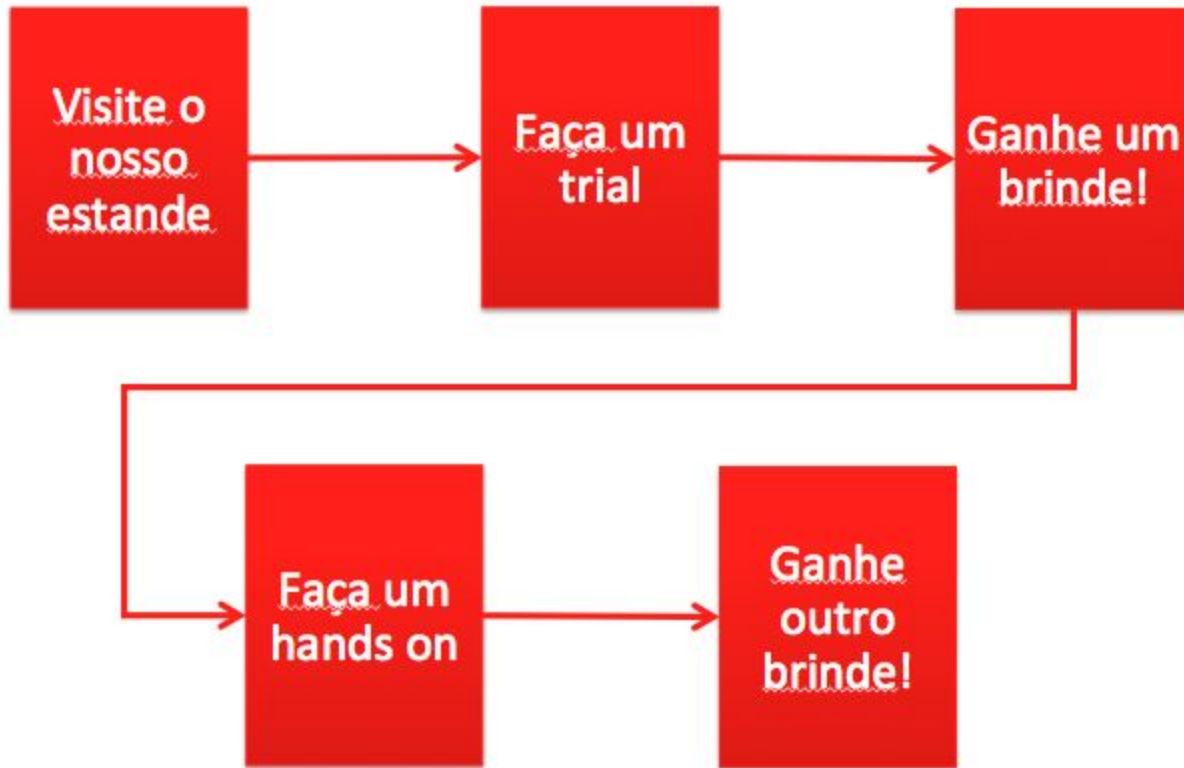 Visite o
nosso
estande
Faça um
trial
Ganhe um
brinde!
Faça um
hands on
Ganhe
outro
brinde!